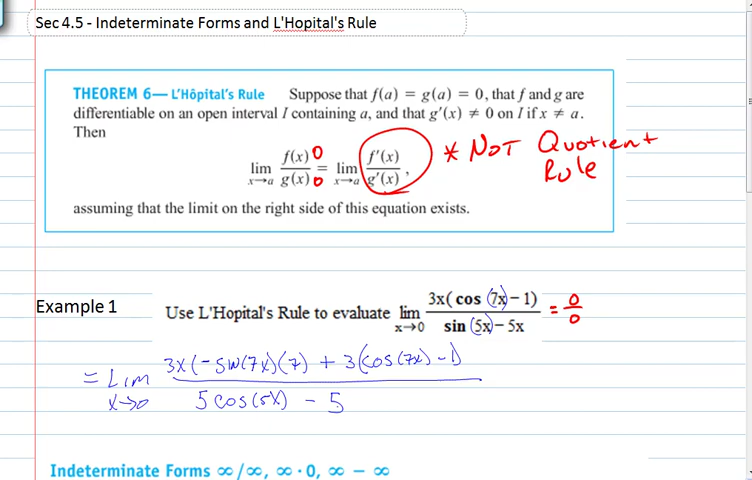 Sec 4.5 - Indeterminate Forms and L'Hopital's Rule
THEOREM 6— L'Hôpital's Rule Suppose that f(a) = g(a) = 0, that f and g are
differentiable on an open interval I containing a, and that g′(x) ≠ 0 on I if x ≠ a.
Then
lim x→a f(x) 0 / g(x) 0 = lim x→a f′(x) / g′(x) ,
* NOT Quotient
Rule
assuming that the limit on the right side of this equation exists.
Example 1
Use L'Hopital's Rule to evaluate lim x→0 3x( cos (7x) – 1) / sin (5x) – 5x = 0/0
= Lim x→0 3x(-sin(7x)(7) + 3(cos(7x) - 1) / 5cos(5x) - 5
Indeterminate Forms ∞/∞, ∞ · 0, ∞ − ∞